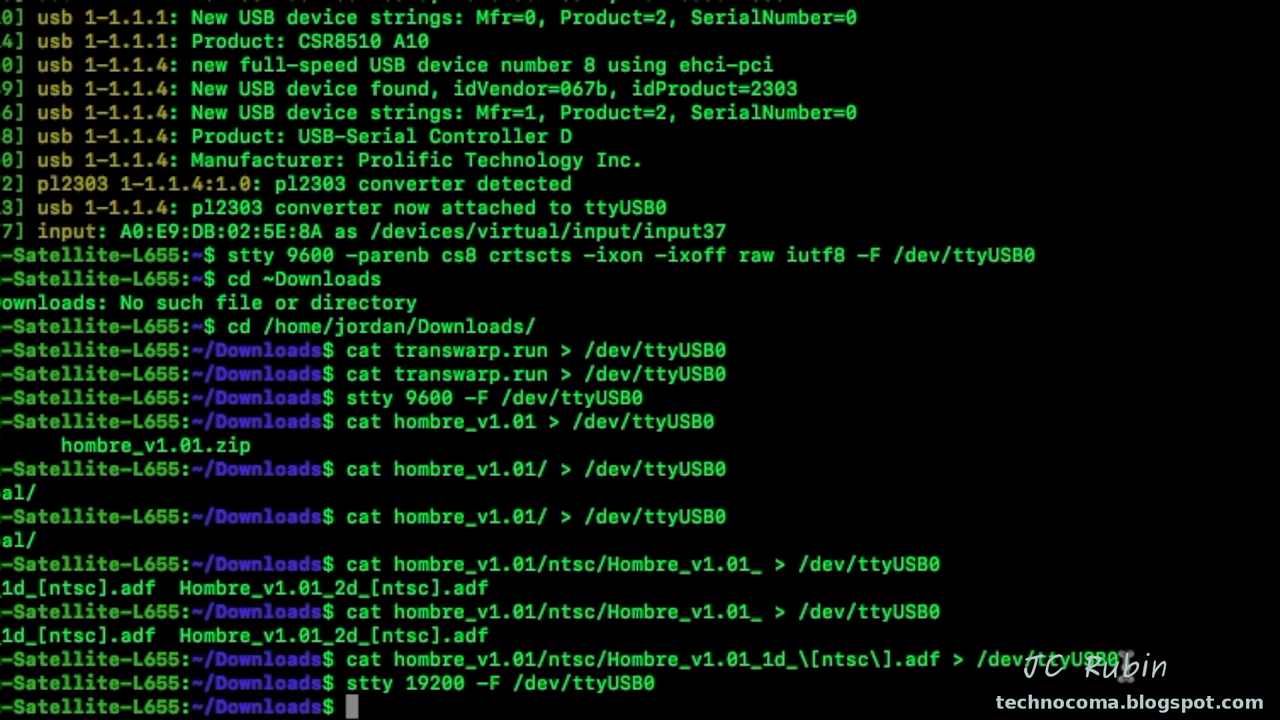 0] usb 1-1.1.1: New USB device strings: Mfr=0, Product=2, SerialNumber=0
4] usb 1-1.1.1: Product: CSR8510 A10
0] usb 1-1.1.4: new full-speed USB device number 8 using ehci-pci
9] usb 1-1.1.4: New USB device found, idVendor=067b, idProduct=2303
6] usb 1-1.1.4: New USB device strings: Mfr=1, Product=2, SerialNumber=0
8] usb 1-1.1.4: Product: USB-Serial Controller D
0] usb 1-1.1.4: Manufacturer: Prolific Technology Inc.
2] pl2303 1-1.1.4:1.0: pl2303 converter detected
3] usb 1-1.1.4: pl2303 converter now attached to ttyUSB0
7] input: A0:E9:DB:02:5E:8A as /devices/virtual/input/input37
-Satellite-L655:~$ stty 9600 -parenb cs8 crtscts -ixon -ixoff raw iutf8 -F /dev/ttyUSB0
-Satellite-L655:~$ cd ~Downloads
ownloads: No such file or directory
-Satellite-L655:~$ cd /home/jordan/Downloads/
-Satellite-L655:~/Downloads$ cat transwarp.run > /dev/ttyUSB0
-Satellite-L655:~/Downloads$ cat transwarp.run > /dev/ttyUSB0
-Satellite-L655:~/Downloads$ stty 9600 -F /dev/ttyUSB0
-Satellite-L655:~/Downloads$ cat hombre_v1.01 > /dev/ttyUSB0
hombre_v1.01.zip
-Satellite-L655:~/Downloads$ cat hombre_v1.01/ > /dev/ttyUSB0
al/
-Satellite-L655:~/Downloads$ cat hombre_v1.01/ > /dev/ttyUSB0
al/
-Satellite-L655:~/Downloads$ cat hombre_v1.01/ntsc/Hombre_v1.01_ > /dev/ttyUSB0
1d_[ntsc].adf Hombre_v1.01_2d_[ntsc].adf
-Satellite-L655:~/Downloads$ cat hombre_v1.01/ntsc/Hombre_v1.01_ > /dev/ttyUSB0
1d_[ntsc].adf Hombre_v1.01_2d_[ntsc].adf
-Satellite-L655:~/Downloads$ cat hombre_v1.01/ntsc/Hombre_v1.01_1d_\[ntsc\].adf > /dev/ttyUSB0
-Satellite-L655:~/Downloads$ stty 19200 -F /dev/ttyUSB0
-Satellite-L655:~/Downloads$
JC Rubin
technocoma.blogspot.com